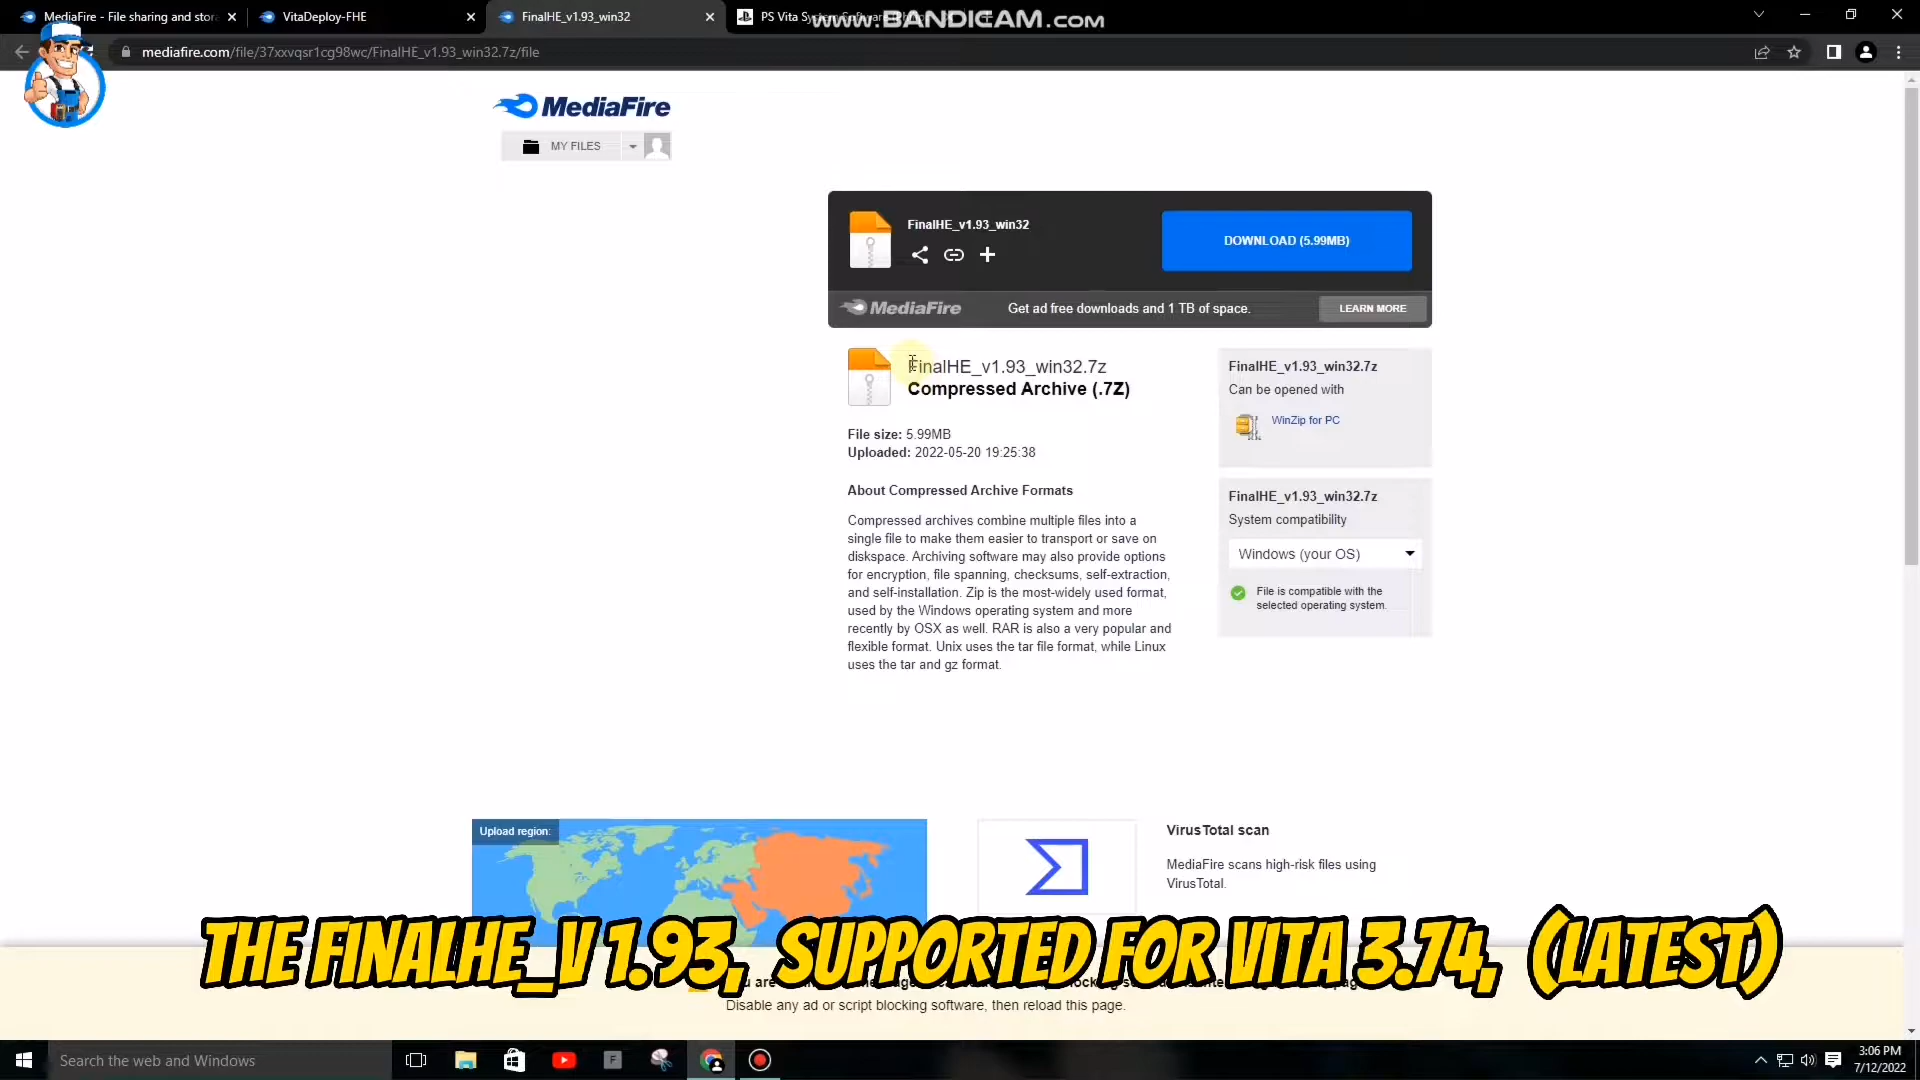 MediaFire - File sharing and stora
VitaDeploy-FHE
FinalHE_v1.93_win32
PS Vita
www.BANDICAM.com
mediafire.com/file/37xxvqsr1cg98wc/FinalHE_v1.93_win32.7z/file
MediaFire
MY FILES
FinalHE_v1.93_win32
DOWNLOAD (5.99MB)
MediaFire
Get ad free downloads and 1 TB of space.
LEARN MORE
FinalHE_v1.93_win32.7z
Compressed Archive (.7Z)
File size: 5.99MB
Uploaded: 2022-05-20 19:25:38
About Compressed Archive Formats
Compressed archives combine multiple files into a
single file to make them easier to transport or save on
diskspace. Archiving software may also provide options
for encryption, file spanning, checksums, self-extraction,
and self-installation. Zip is the most-widely used format,
used by the Windows operating system and more
recently by OSX as well. RAR is also a very popular and
flexible format. Unix uses the tar file format, while Linux
uses the tar and gz format.
FinalHE_v1.93_win32.7z
Can be opened with
WinZip for PC
FinalHE_v1.93_win32.7z
System compatibility
Windows (your OS)
File is compatible with the
selected operating system.
Upload region:
VirusTotal scan
MediaFire scans high-risk files using
VirusTotal.
THE FINALHE_V 1.93, SUPPORTED FOR VITA 3.74, (LATEST)
Disable any ad or script blocking software, then reload this page.
Search the web and Windows
3:06 PM
7/12/2022